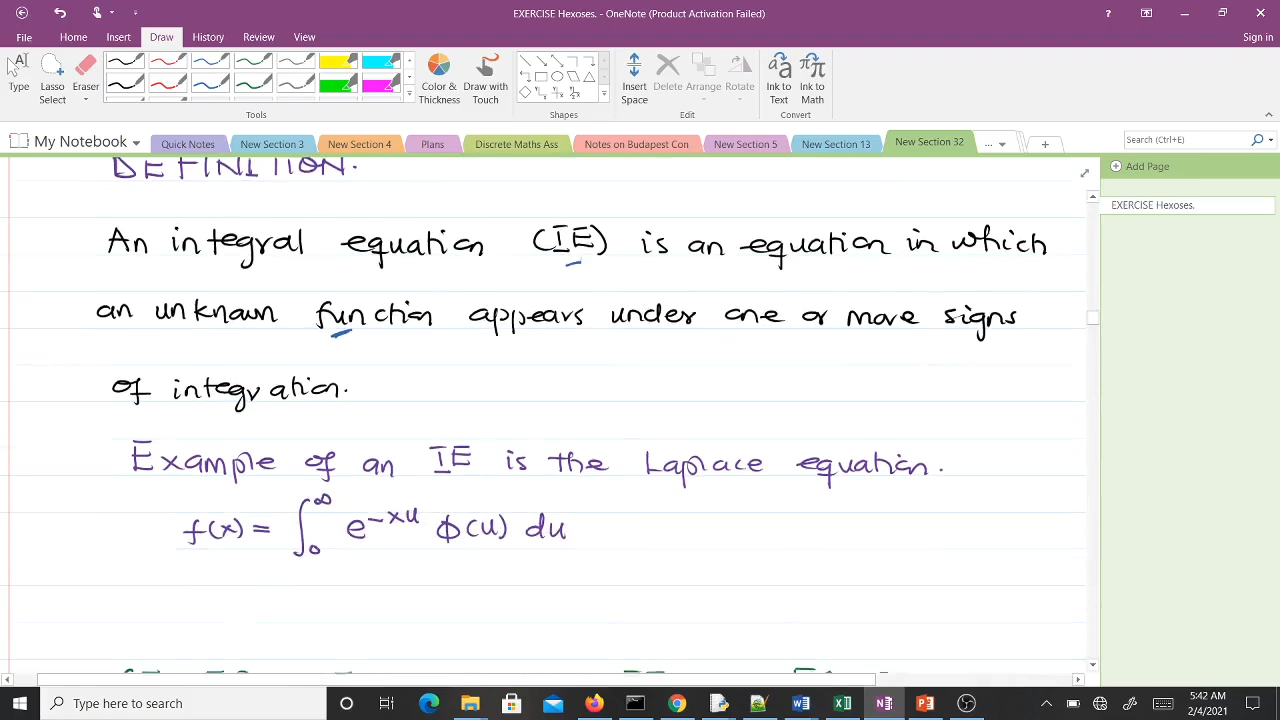 EXERCISE Hexoses. - OneNote (Product Activation Failed)
? Sign in
File Home Insert Draw History Review View
Type Lasso Select Eraser Color & Thickness Draw with Touch Insert Space Delete Arrange Rotate Ink to Text Ink to Math
Tools Shapes Edit Convert
My Notebook Quick Notes New Section 3 New Section 4 Plans Discrete Maths Ass Notes on Budapest Con New Section 5 New Section 13 New Section 32 ... + Search (Ctrl+E)
Add Page
EXERCISE Hexoses.
DEFINITION.
An integral equation (IE) is an equation in which
an unknown function appears under one or more signs
of integration.
Example of an IE is the Laplace equation.
f(x) = ∫₀^∞ e^{-xu} ϕ(u) du
Type here to search
5:42 AM
2/4/2021